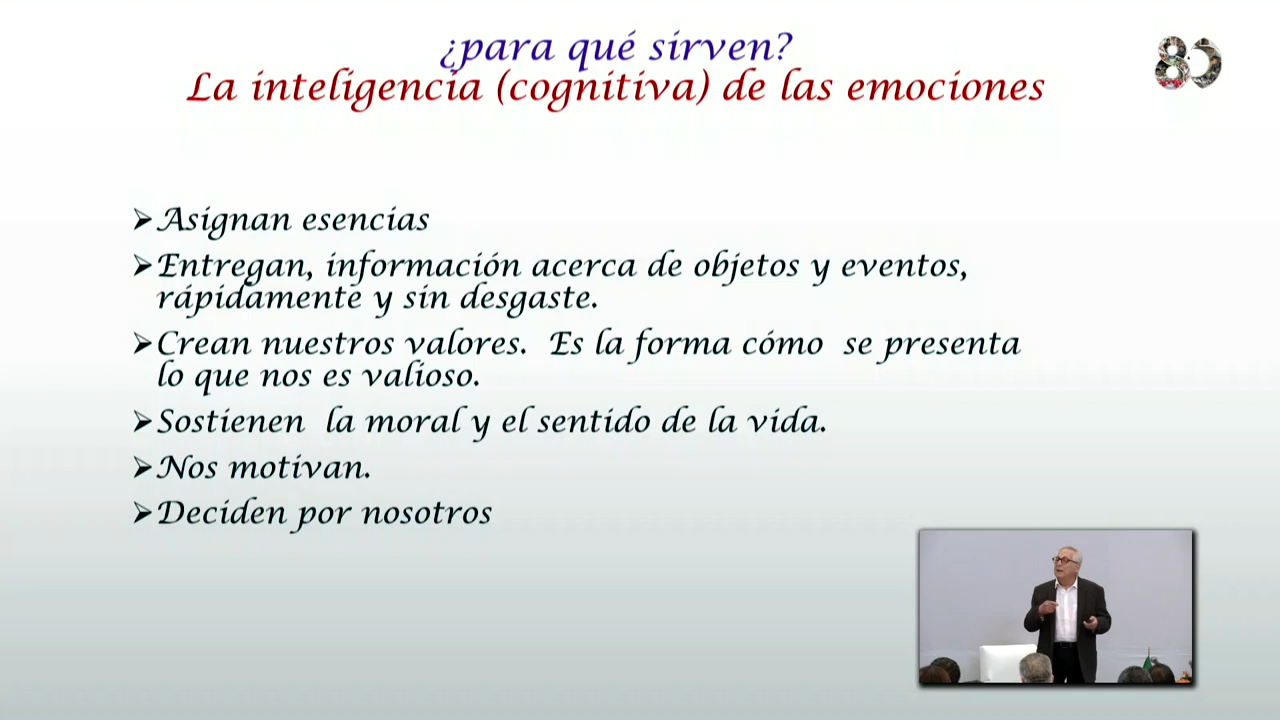 ¿para qué sirven?
La inteligencia (cognitiva) de las emociones
80
Asignan esencias
Entregan, información acerca de objetos y eventos,
rápidamente y sin desgaste.
Crean nuestros valores. Es la forma cómo se presenta
lo que nos es valioso.
Sostienen la moral y el sentido de la vida.
Nos motivan.
Deciden por nosotros